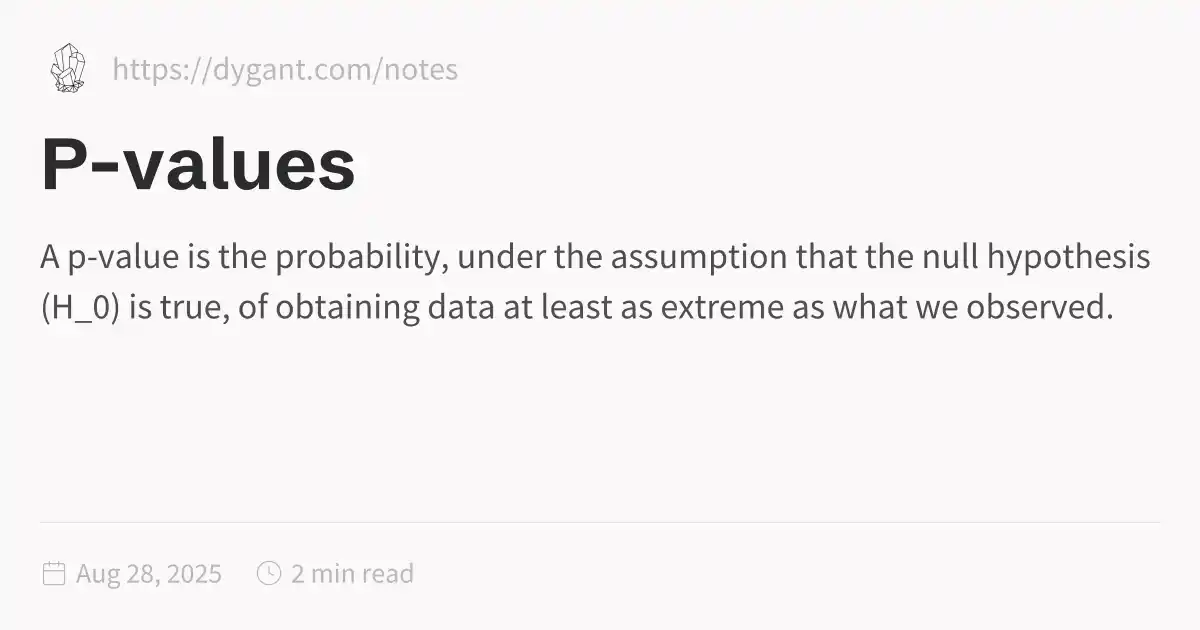 https://dygant.com/notes
P-values
A p-value is the probability, under the assumption that the null hypothesis
(H_0) is true, of obtaining data at least as extreme as what we observed.
Aug 28, 2025 2 min read